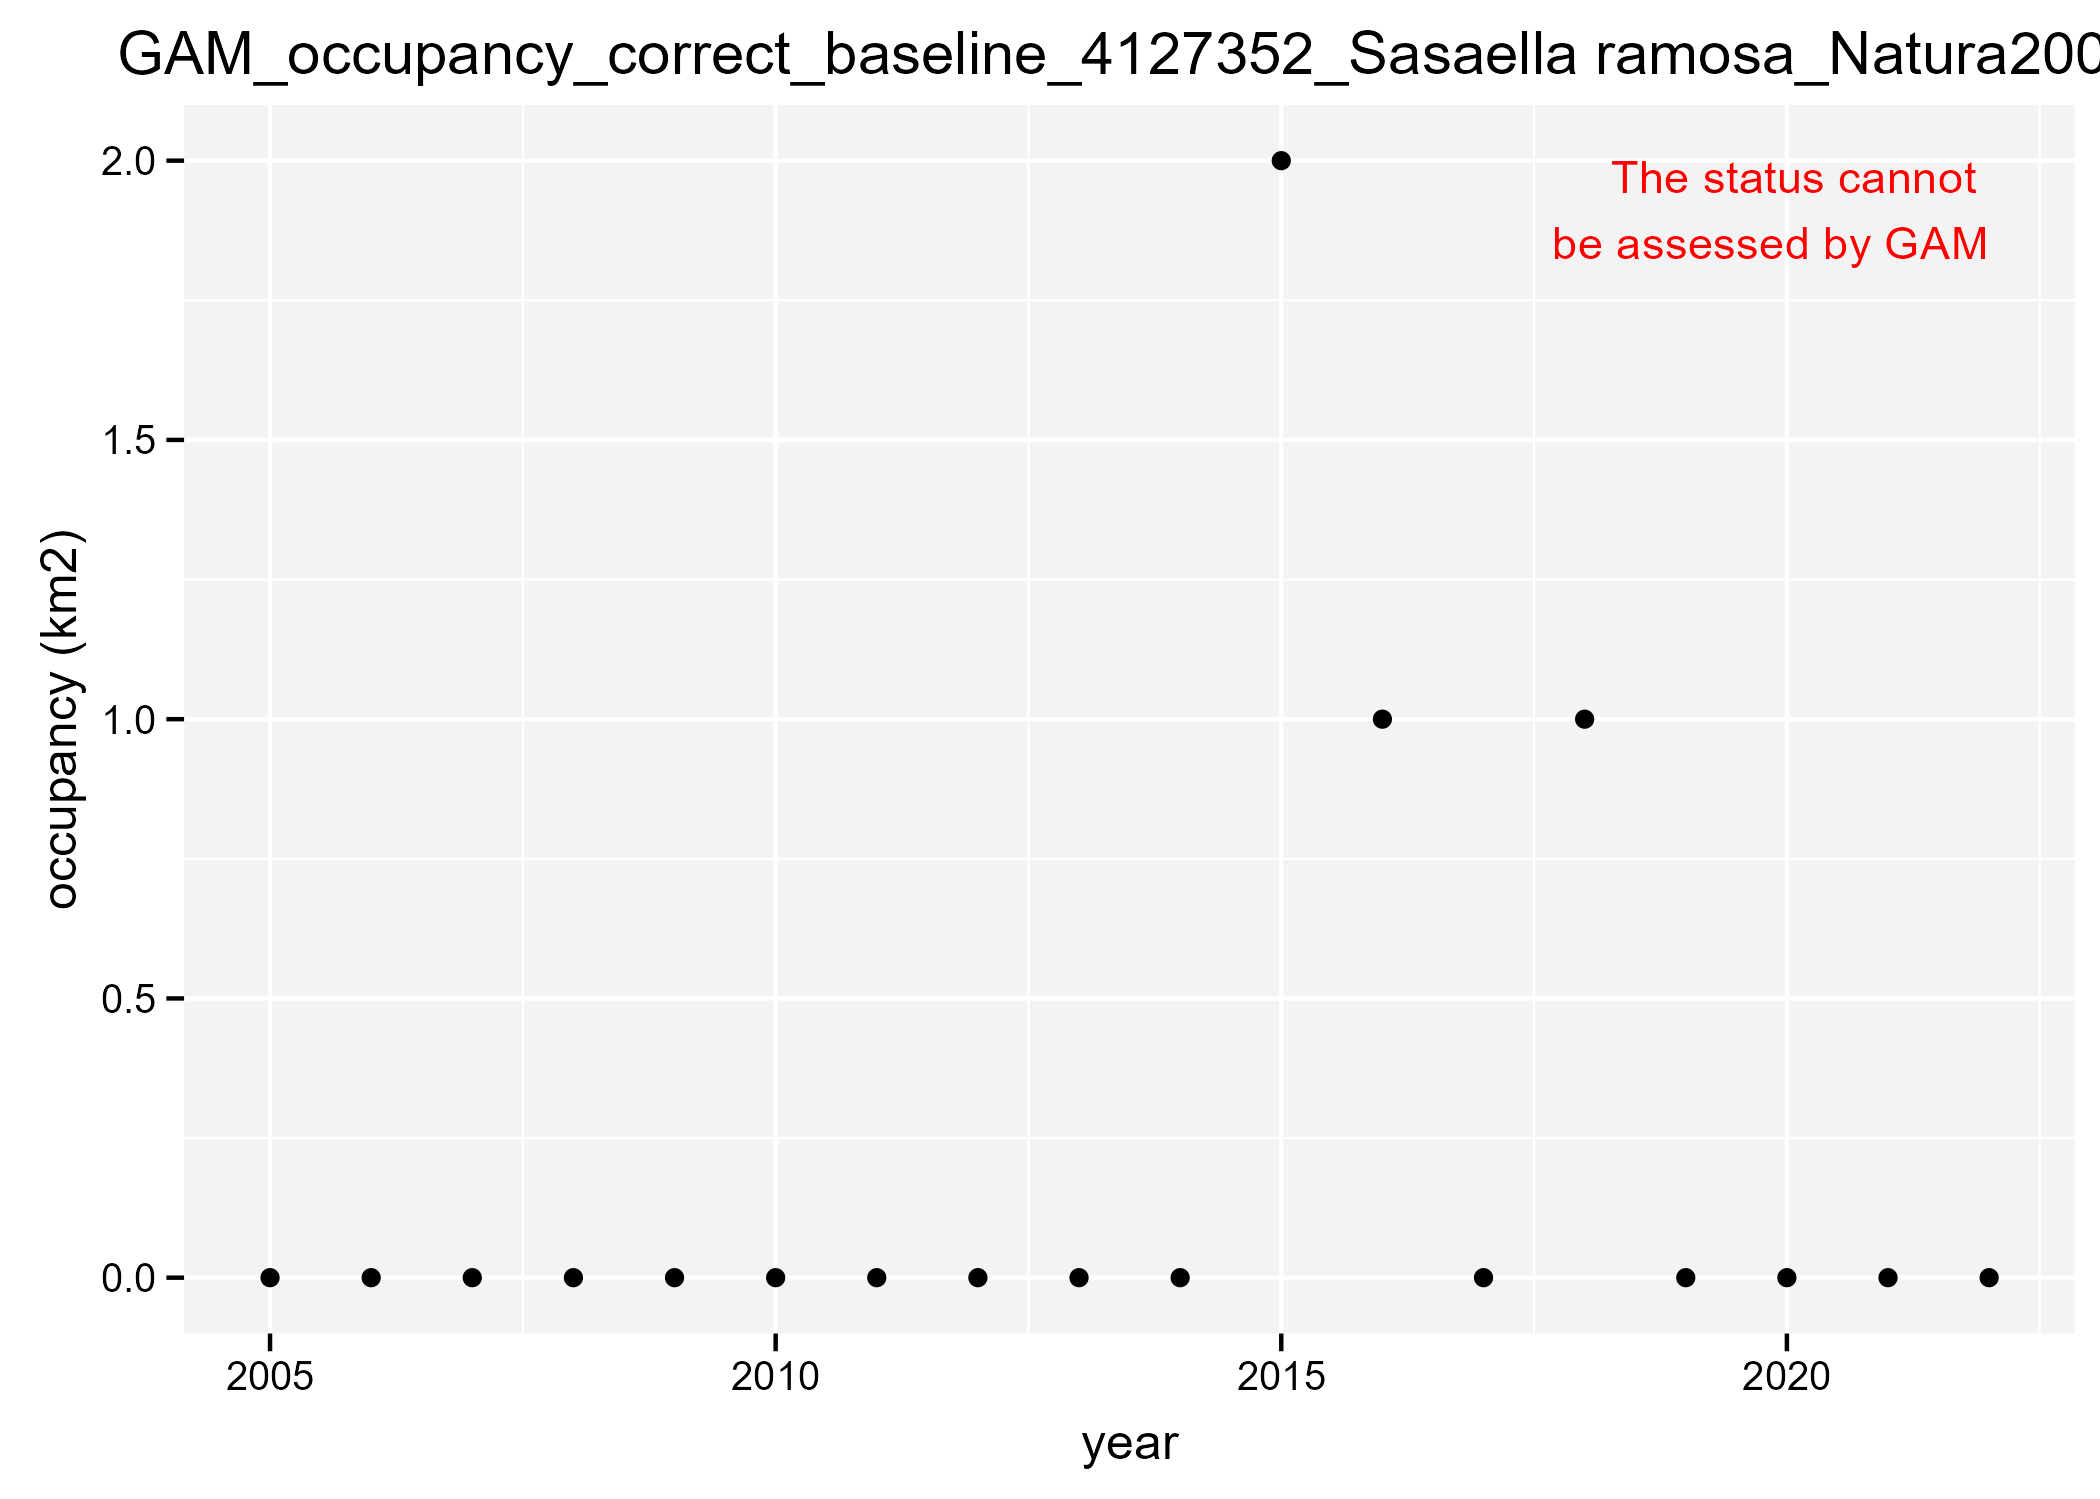 GAM_occupancy_correct_baseline_4127352_Sasaella ramosa_Natura200
The status cannot
be assessed by GAM
occupancy (km2)
2.0
1.5
1.0
0.5
0.0
2005 2010 2015 2020
year